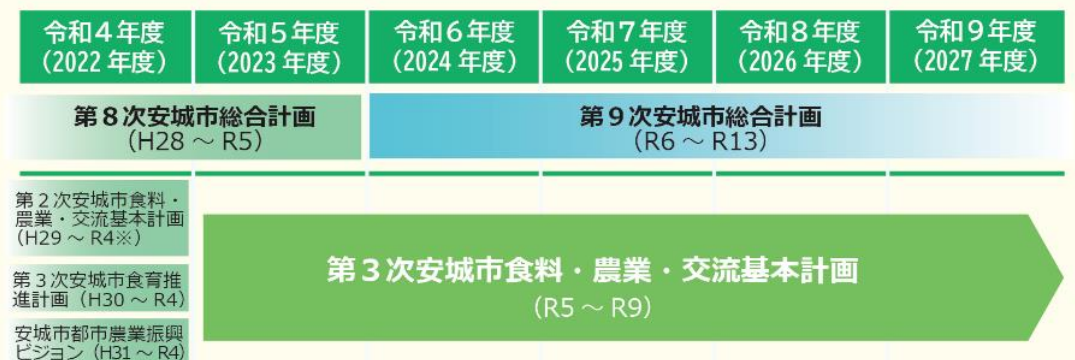 令和4年度
（2022 年度）
令和5年度
（2023 年度）
令和6年度
（2024 年度）
令和7年度
（2025 年度）
令和8年度
（2026 年度）
令和9年度
（2027 年度）
第8次安城市総合計画
（H28 ～ R5）
第9次安城市総合計画
（R6 ～ R13）
第2次安城市食料・
農業・交流基本計画
（H29 ～ R4※）
第3次安城市食育推
進計画（H30 ～ R4）
安城市都市農業振興
ビジョン（H31 ～ R4）
第3次安城市食料・農業・交流基本計画
（R5 ～ R9）